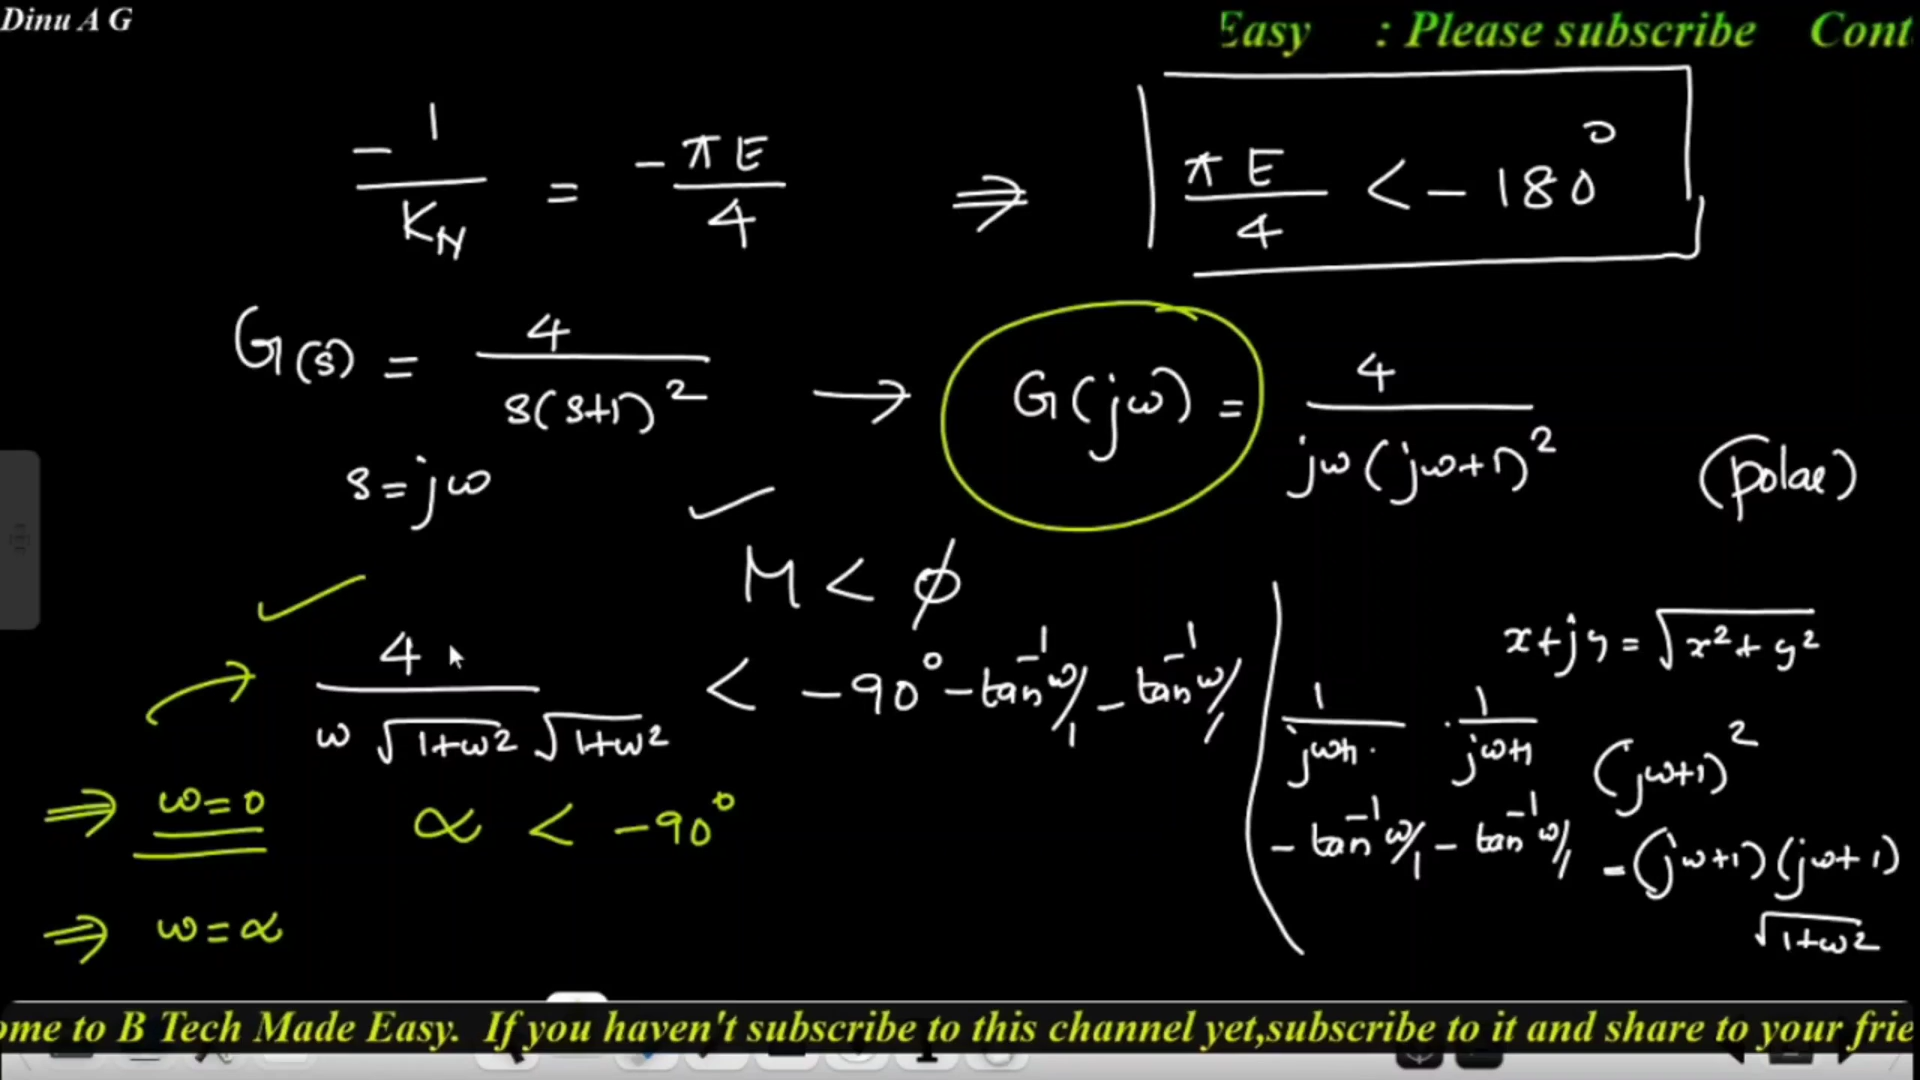 Dinu A G
Easy : Please subscribe Cont
-1/K_N = -πE/4 ⇒ πE/4 < -180°
G(s) = 4/s(s+1)² → G(jω) = 4/jω(jω+1)² (polar)
s=jω
M < ϕ
4/ω√1+ω² √1+ω² < -90° - tan⁻¹ω/1 - tan⁻¹ω/1
x+jy = √x²+y²
1/jω+1 . 1/jω+1 (jω+1)²
⇒ ω=0 ∝ < -90°
- tan⁻¹ω/1 - tan⁻¹ω/1 = (jω+1)(jω+1)
⇒ ω=∝
√1+ω²
ome to B Tech Made Easy. If you haven't subscribe to this channel yet,subscribe to it and share to your frie